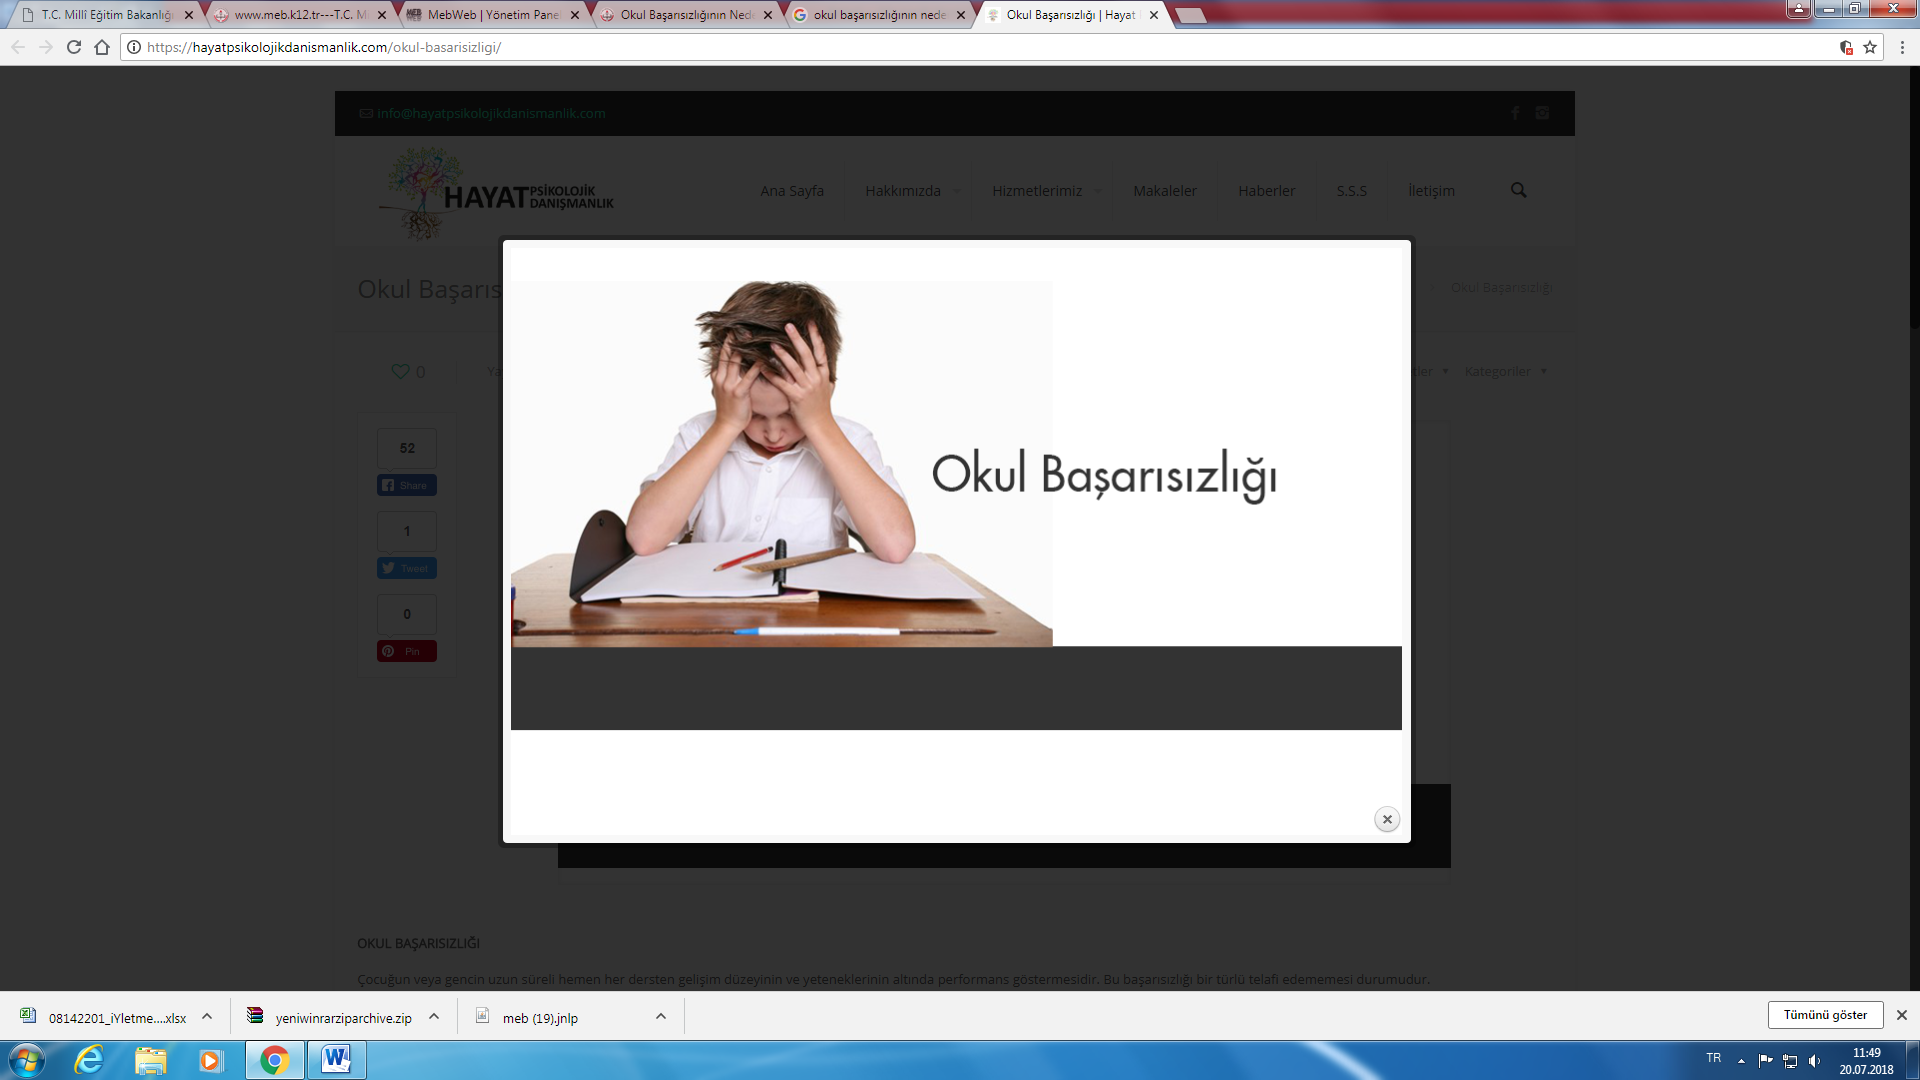 T.C. Millî Eğitim Bakanlığı
www.meb.k12.tr---T.C. M
MebWeb | Yönetim Pane
Okul Başarısızlığının Nede
okul başarısızlığının nede
Okul Başarısızlığı | Hayat
https://hayatpsikolojikdanismanlik.com/okul-basarisizligi/
info@hayatpsikolojikdanismanlik.com
HAYAT PSİKOLOJİK DANIŞMANLIK
Ana Sayfa
Hakkımızda
Hizmetlerimiz
Makaleler
Haberler
S.S.S
İletişim
Okul Başarıs
Okul Başarısızlığı
0
Ya
tler
Kategoriler
52
Share
1
Tweet
0
Pin
Okul Başarısızlığı
OKUL BAŞARISIZLIĞI
Çocuğun veya gencin uzun süreli hemen her dersten gelişim düzeyinin ve yeteneklerinin altında performans göstermesidir. Bu başarısızlığı bir türlü telafi edememesi durumudur.
08142201_iYletme....xlsx
yeniwinrarziparchive.zip
meb (19).jnlp
Tümünü göster
TR
11:49
20.07.2018